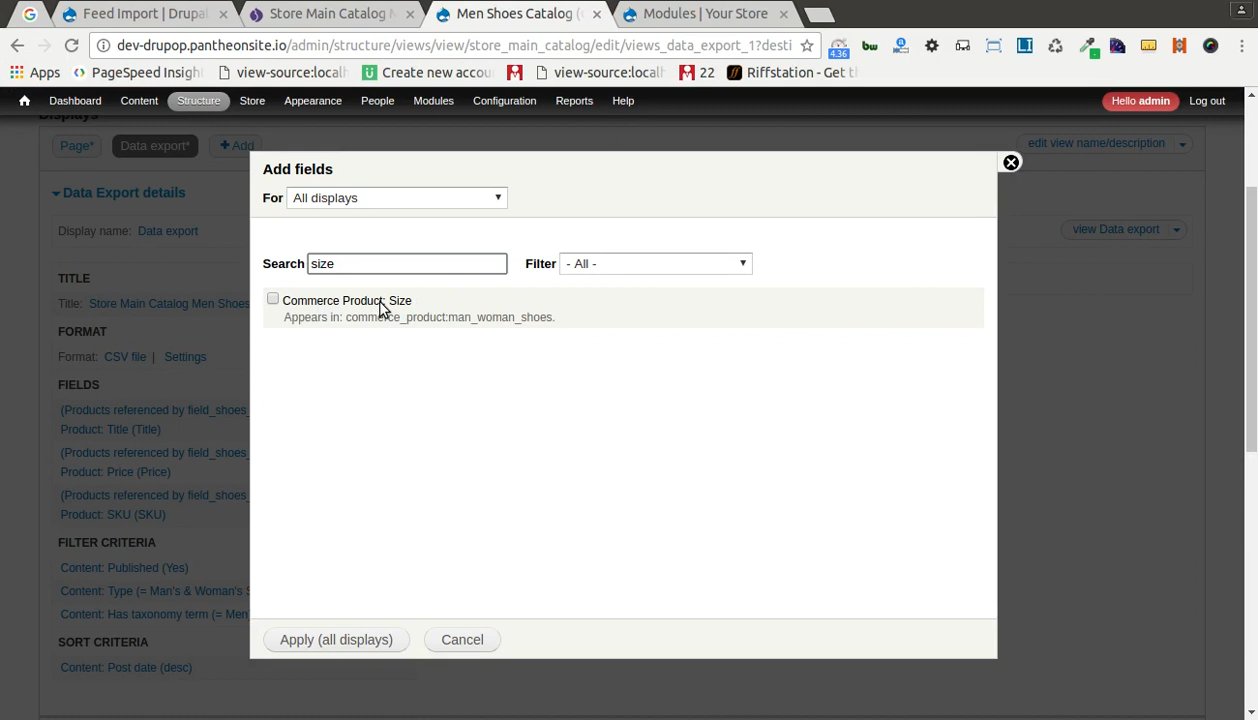 Feed Import | Drupal
Store Main Catalog M
Men Shoes Catalog (
Modules | Your Store
dev-drupop.pantheonsite.io/admin/structure/views/view/store_main_catalog/edit/views_data_export_1?desti
4.36
Apps
PageSpeed Insigh
view-source:local
Create new accou
view-source:local
22
Riffstation - Get t
Dashboard
Content
Structure
Store
Appearance
People
Modules
Configuration
Reports
Help
Hello admin
Log out
Displays
Page*
Data export*
Add
edit view name/description
Data Export details
Display name: Data export
view Data export
TITLE
Title: Store Main Catalog Men Shoes
FORMAT
Format: CSV file | Settings
FIELDS
(Products referenced by field_shoes_
Product: Title (Title)
(Products referenced by field_shoes_
Product: Price (Price)
(Products referenced by field_shoes_
Product: SKU (SKU)
FILTER CRITERIA
Content: Published (Yes)
Content: Type (= Man's & Woman's S
Content: Has taxonomy term (= Men
SORT CRITERIA
Content: Post date (desc)
Add fields
For All displays
Search size
Filter - All -
Commerce Product: Size
Appears in: commerce_product:man_woman_shoes.
Apply (all displays)
Cancel